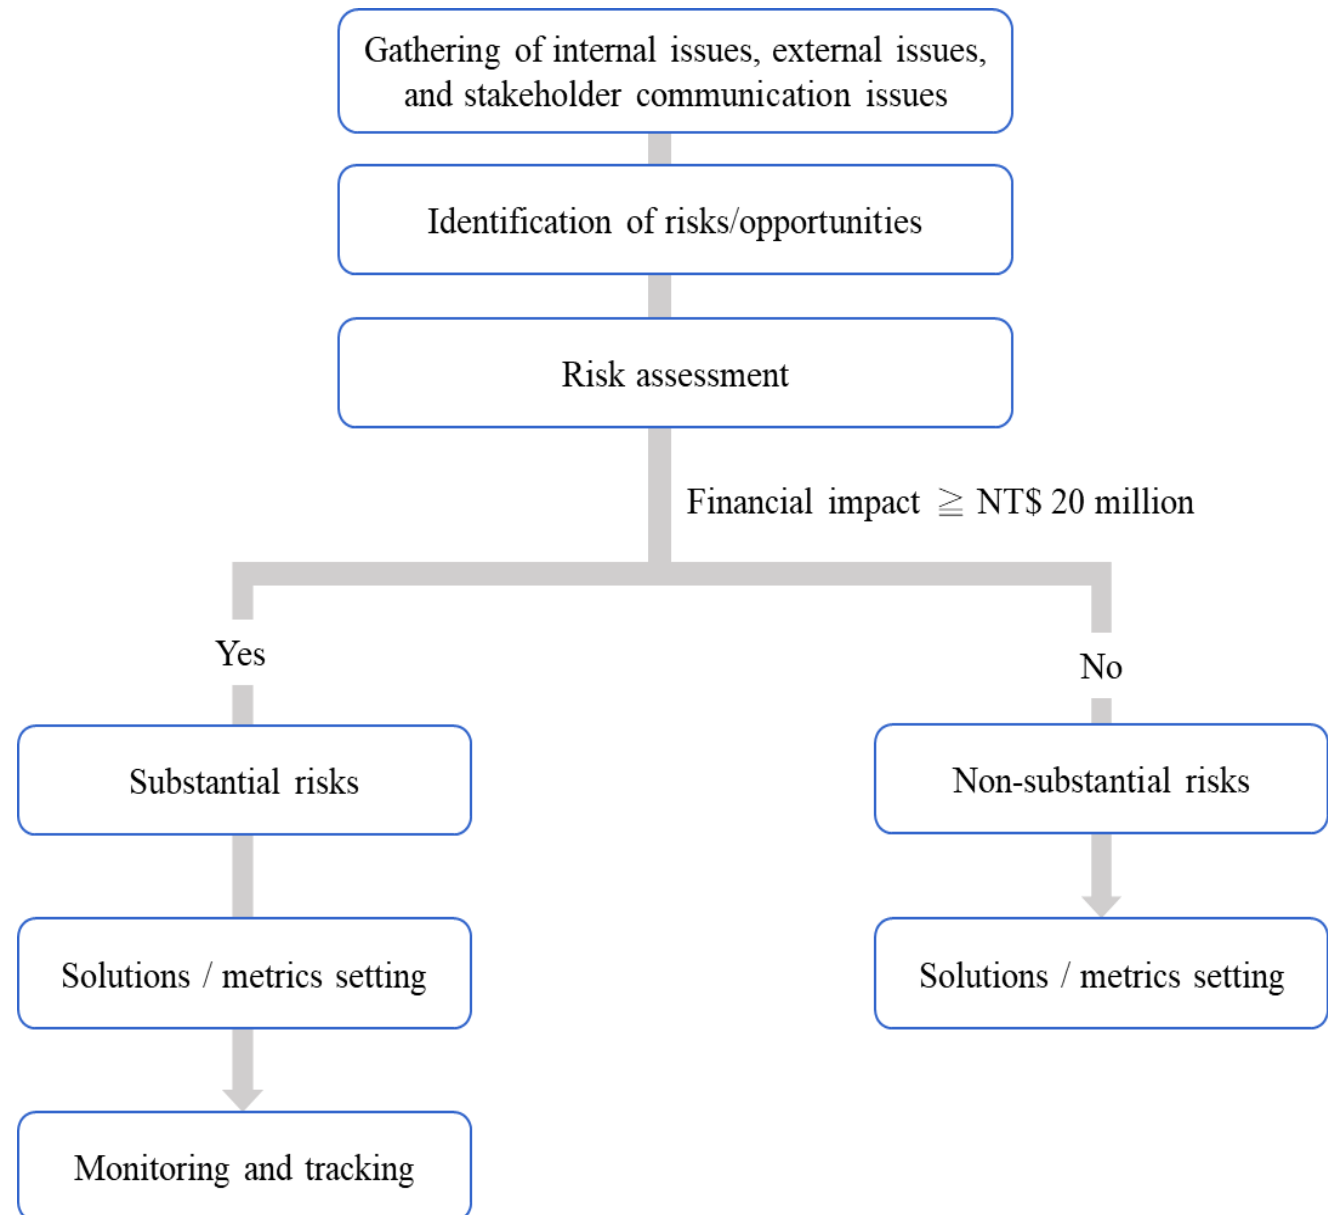 Gathering of internal issues, external issues,
and stakeholder communication issues
Identification of risks/opportunities
Risk assessment
Financial impact ≧ NT$ 20 million
Yes
No
Substantial risks
Non-substantial risks
Solutions / metrics setting
Solutions / metrics setting
Monitoring and tracking